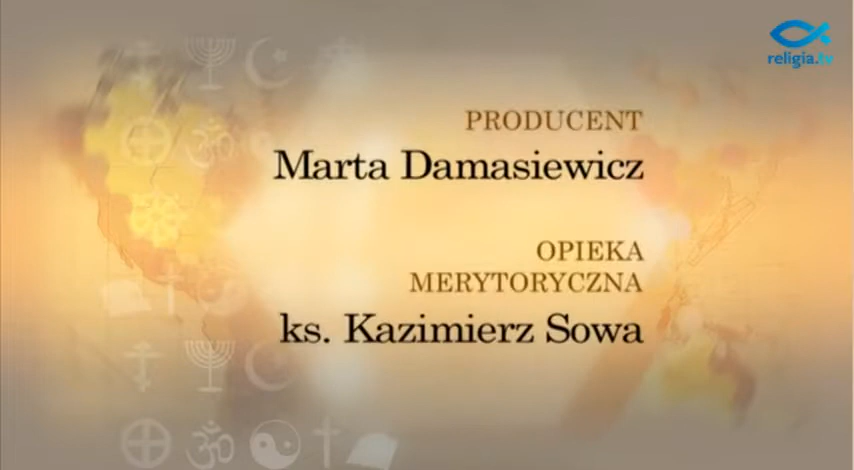 religia.tv
PRODUCENT
Marta Damasiewicz
OPIEKA
MERYTORYCZNA
ks. Kazimierz Sowa